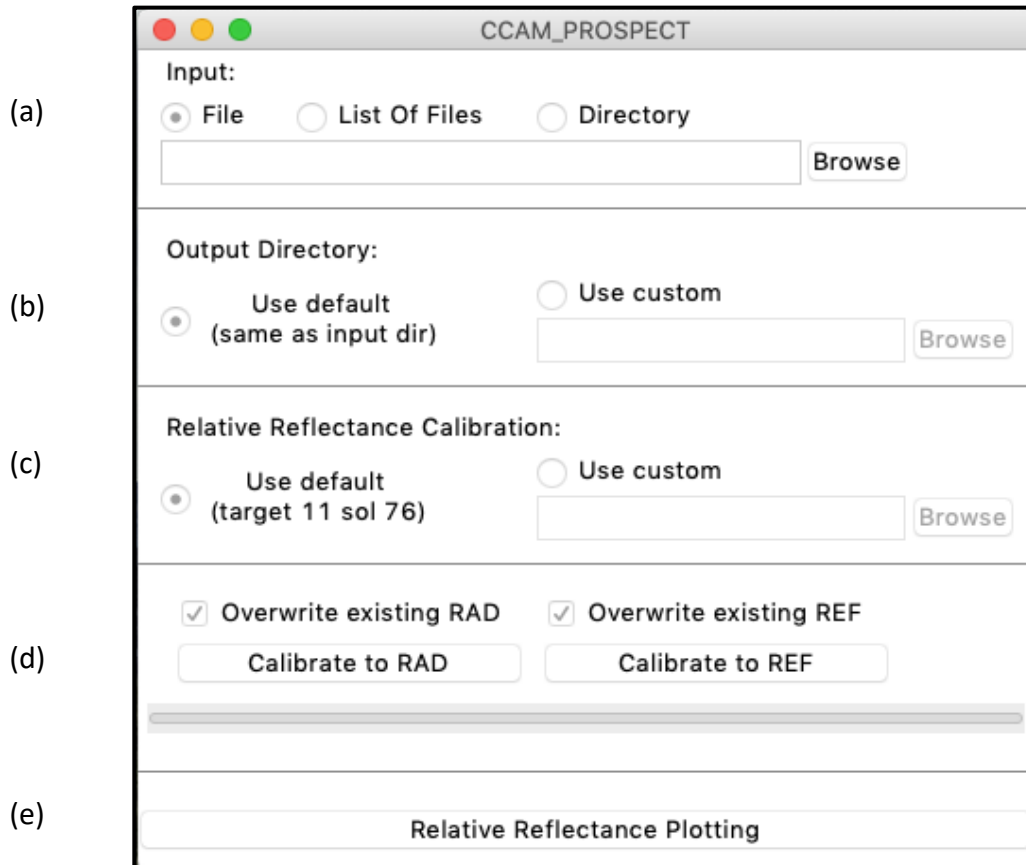 CCAM_PROSPECT
Input:
(a)
File List Of Files Directory
Browse
Output Directory:
(b)
Use default
(same as input dir)
Use custom
Browse
Relative Reflectance Calibration:
(c)
Use default
(target 11 sol 76)
Use custom
Browse
Overwrite existing RAD Overwrite existing REF
(d)
Calibrate to RAD Calibrate to REF
(e)
Relative Reflectance Plotting